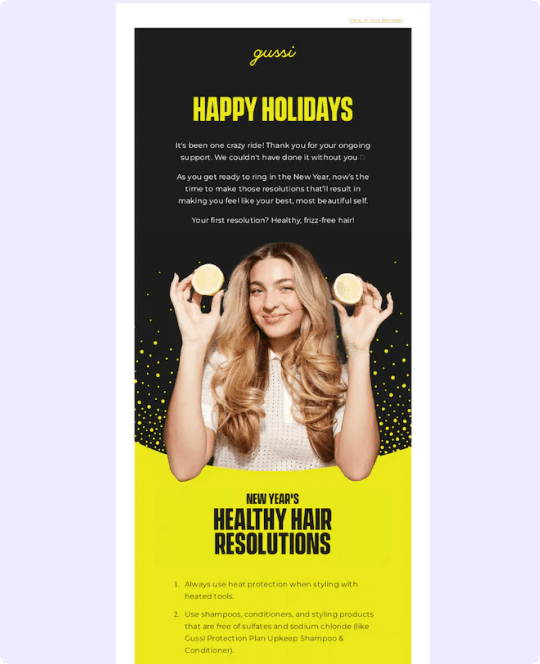 View in Your Browser
gussi
HAPPY HOLIDAYS
It's been one crazy ride! Thank you for your ongoing
support. We couldn't have done it without you
As you get ready to ring in the New Year, now's the
time to make those resolutions that'll result in
making you feel like your best, most beautiful self.
Your first resolution? Healthy, frizz-free hair!
NEW YEAR'S
HEALTHY HAIR
RESOLUTIONS
1. Always use heat protection when styling with
heated tools.
2. Use shampoos, conditioners, and styling products
that are free of sulfates and sodium chloride (like
Gussi Protection Plan Upkeep Shampoo &
Conditioner).